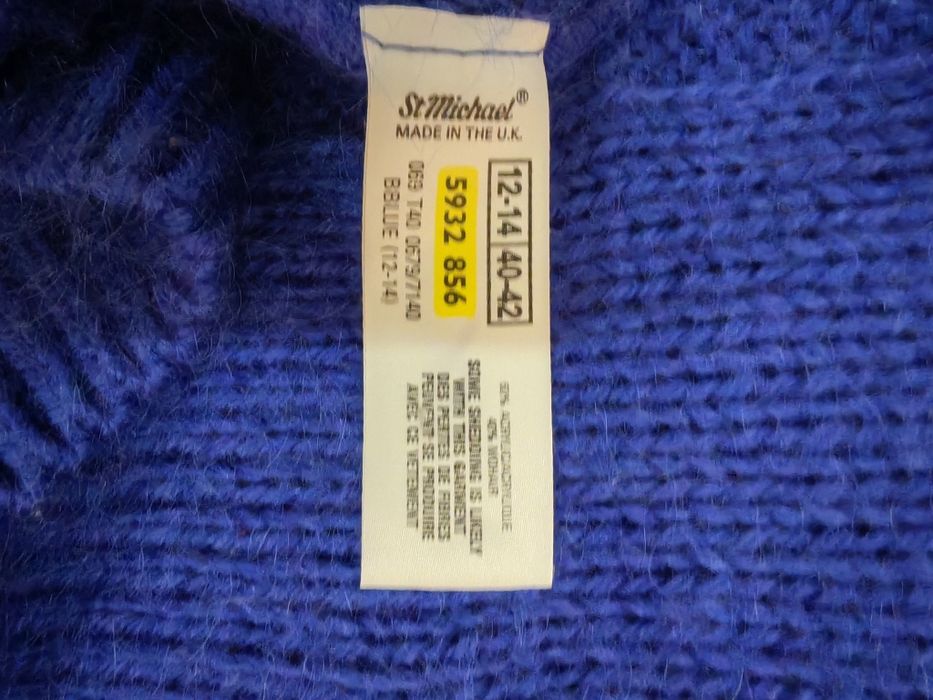 St Michael®
MADE IN THE U.K.
12-14 40-42
5932 856
069 T40 0679/7140
BBLUE (12-14)
ACRYLIC/ACRYLIQUE
40% MOHAIR
SOME SHEDDING IS LIKELY
WITH THIS GARMENT
DES PERTES DE FIBRES
PEUVENT SE PRODUIRE
AVEC CE VETEMENT